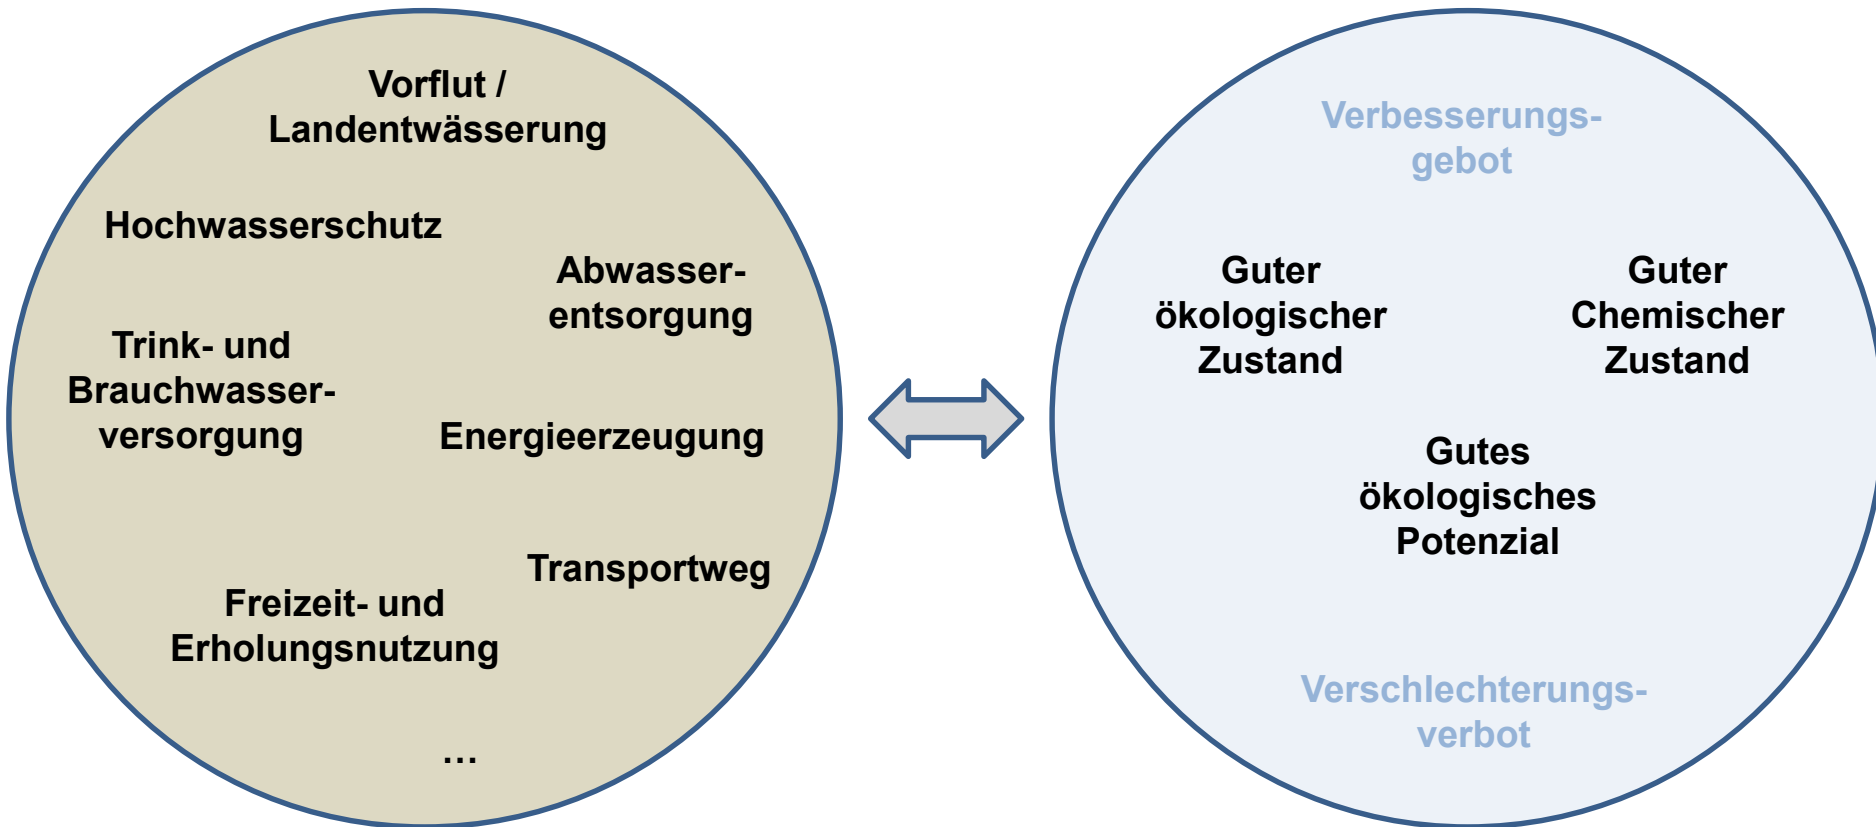 Vorflut /
Landentwässerung
Hochwasserschutz
Abwasser-
entsorgung
Trink- und
Brauchwasser-
versorgung
Energieerzeugung
Transportweg
Freizeit- und
Erholungsnutzung
...
Verbesserungs-
gebot
Guter
ökologischer
Zustand
Guter
Chemischer
Zustand
Gutes
ökologisches
Potenzial
Verschlechterungs-
verbot